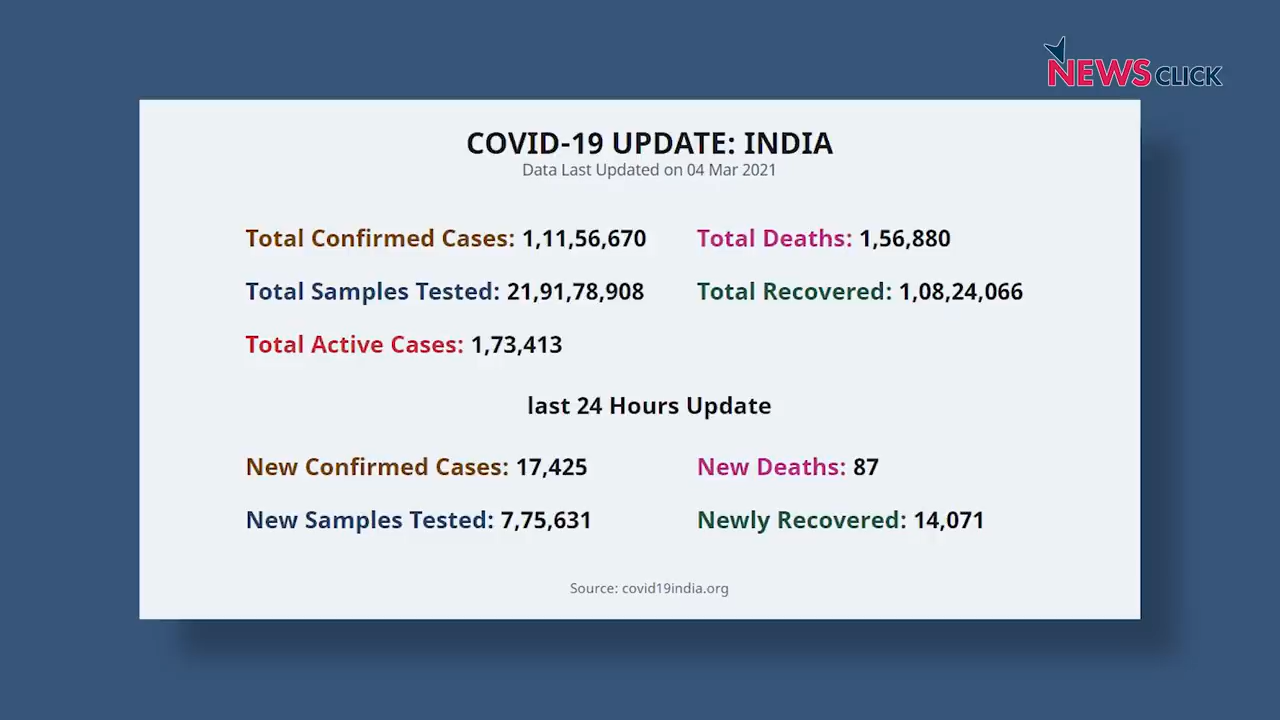 NEWSCLICK
COVID-19 UPDATE: INDIA
Data Last Updated on 04 Mar 2021
Total Confirmed Cases: 1,11,56,670 Total Deaths: 1,56,880
Total Samples Tested: 21,91,78,908 Total Recovered: 1,08,24,066
Total Active Cases: 1,73,413
last 24 Hours Update
New Confirmed Cases: 17,425 New Deaths: 87
New Samples Tested: 7,75,631 Newly Recovered: 14,071
Source: covid19india.org